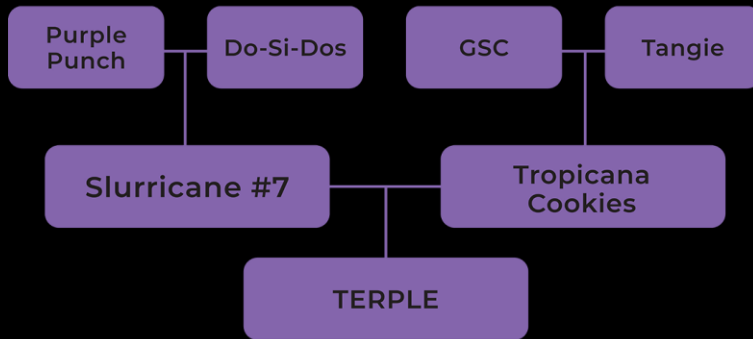 Purple
Punch
Do-Si-Dos
GSC
Tangie
Slurricane #7
Tropicana
Cookies
TERPLE